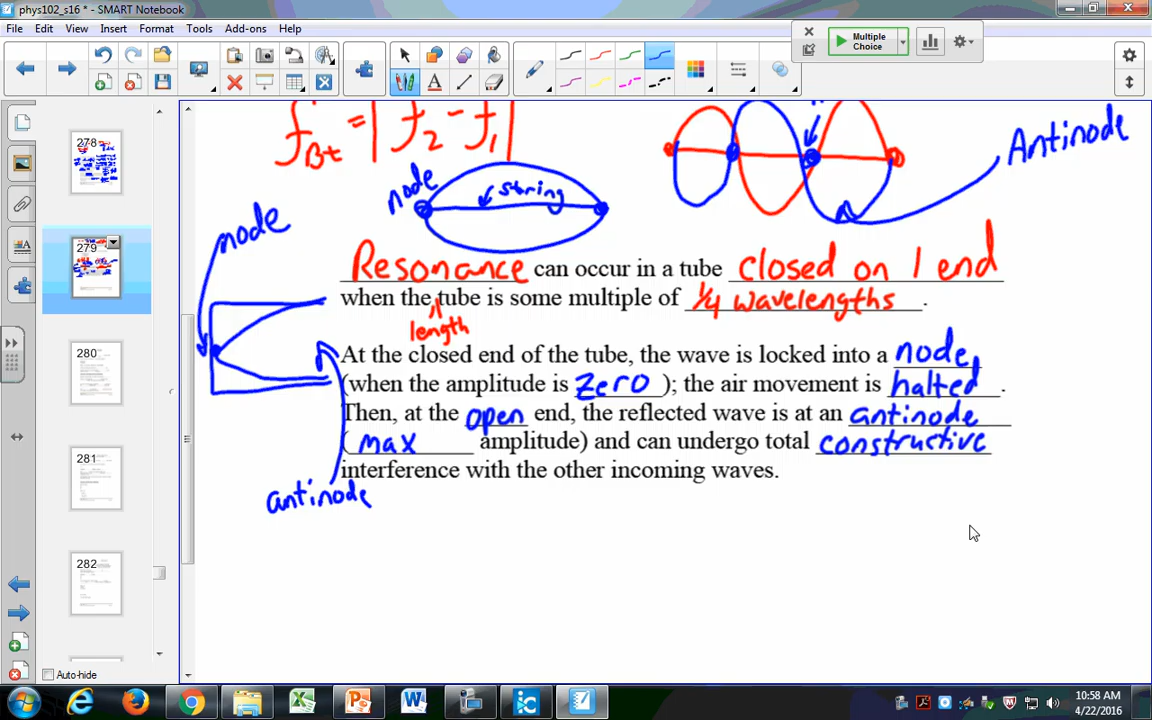 phys102_s16 * - SMART Notebook
File Edit View Insert Format Tools Add-ons Help
Multiple Choice
278
279
280
281
282
Auto-hide
fBt = | f2 - f1 |
Antinode
node
string
node
Resonance can occur in a tube closed on 1 end
when the tube is some multiple of 1/4 wavelengths .
length
At the closed end of the tube, the wave is locked into a node,
(when the amplitude is zero); the air movement is halted.
Then, at the open end, the reflected wave is at an antinode
(max amplitude) and can undergo total constructive
interference with the other incoming waves.
antinode
10:58 AM
4/22/2016